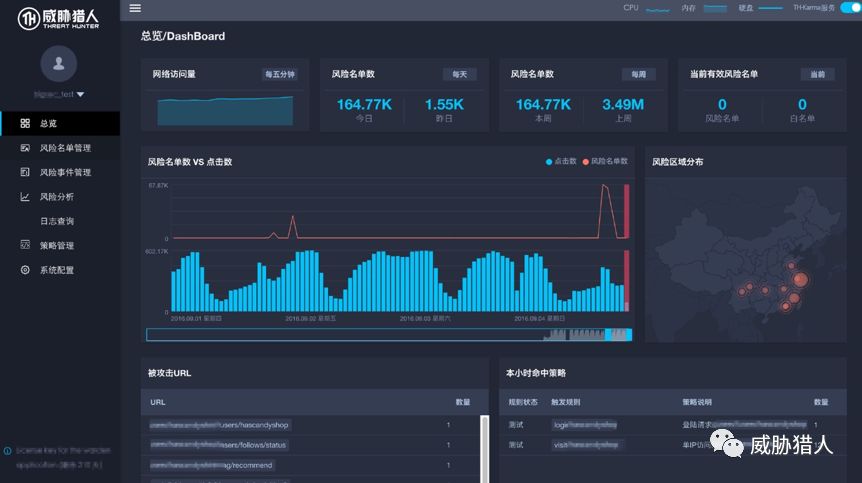 威胁猎人
THREAT HUNTER
CPU 内存 硬盘 TH-Karma服务
总览/DashBoard
_test
总览
风险名单管理
风险事件管理
风险分析
日志查询
策略管理
系统配置
网络访问量 每五分钟
风险名单数 每天
164.77K 1.55K
今日 昨日
风险名单数 每周
164.77K 3.49M
本周 上周
当前有效风险名单 当前
0 0
风险名单 白名单
风险名单数 VS 点击数
点击数 风险名单数
67.87K
0
602.17K
0
2016.09.01 星期四 2016.09.02 星期五 2016.09.03 星期六 2016.09.04 星期日
风险区域分布
被攻击URL
URL 数量
/users/hascandyshop 1
/users/follows/status 1
ag/recommend 1
本小时命中策略
规则状态 触发规则 策略说明 数量
测试 login 登陆请求 1
测试 visit 单IP访问
威胁猎人